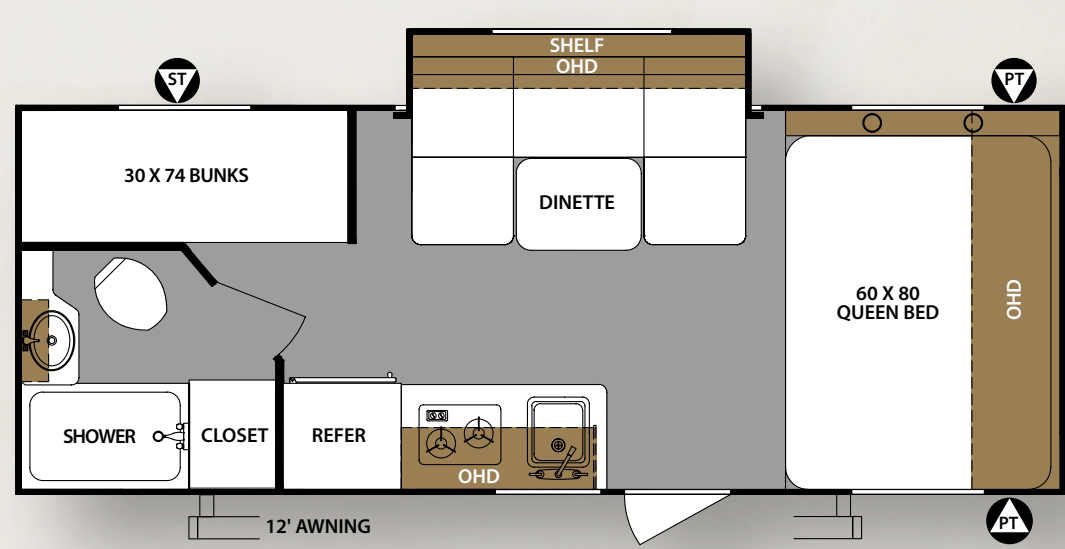 SHELF
OHD
ST
PT
30 X 74 BUNKS
DINETTE
60 X 80
QUEEN BED
OHD
SHOWER
CLOSET
REFER
OHD
12' AWNING
PT